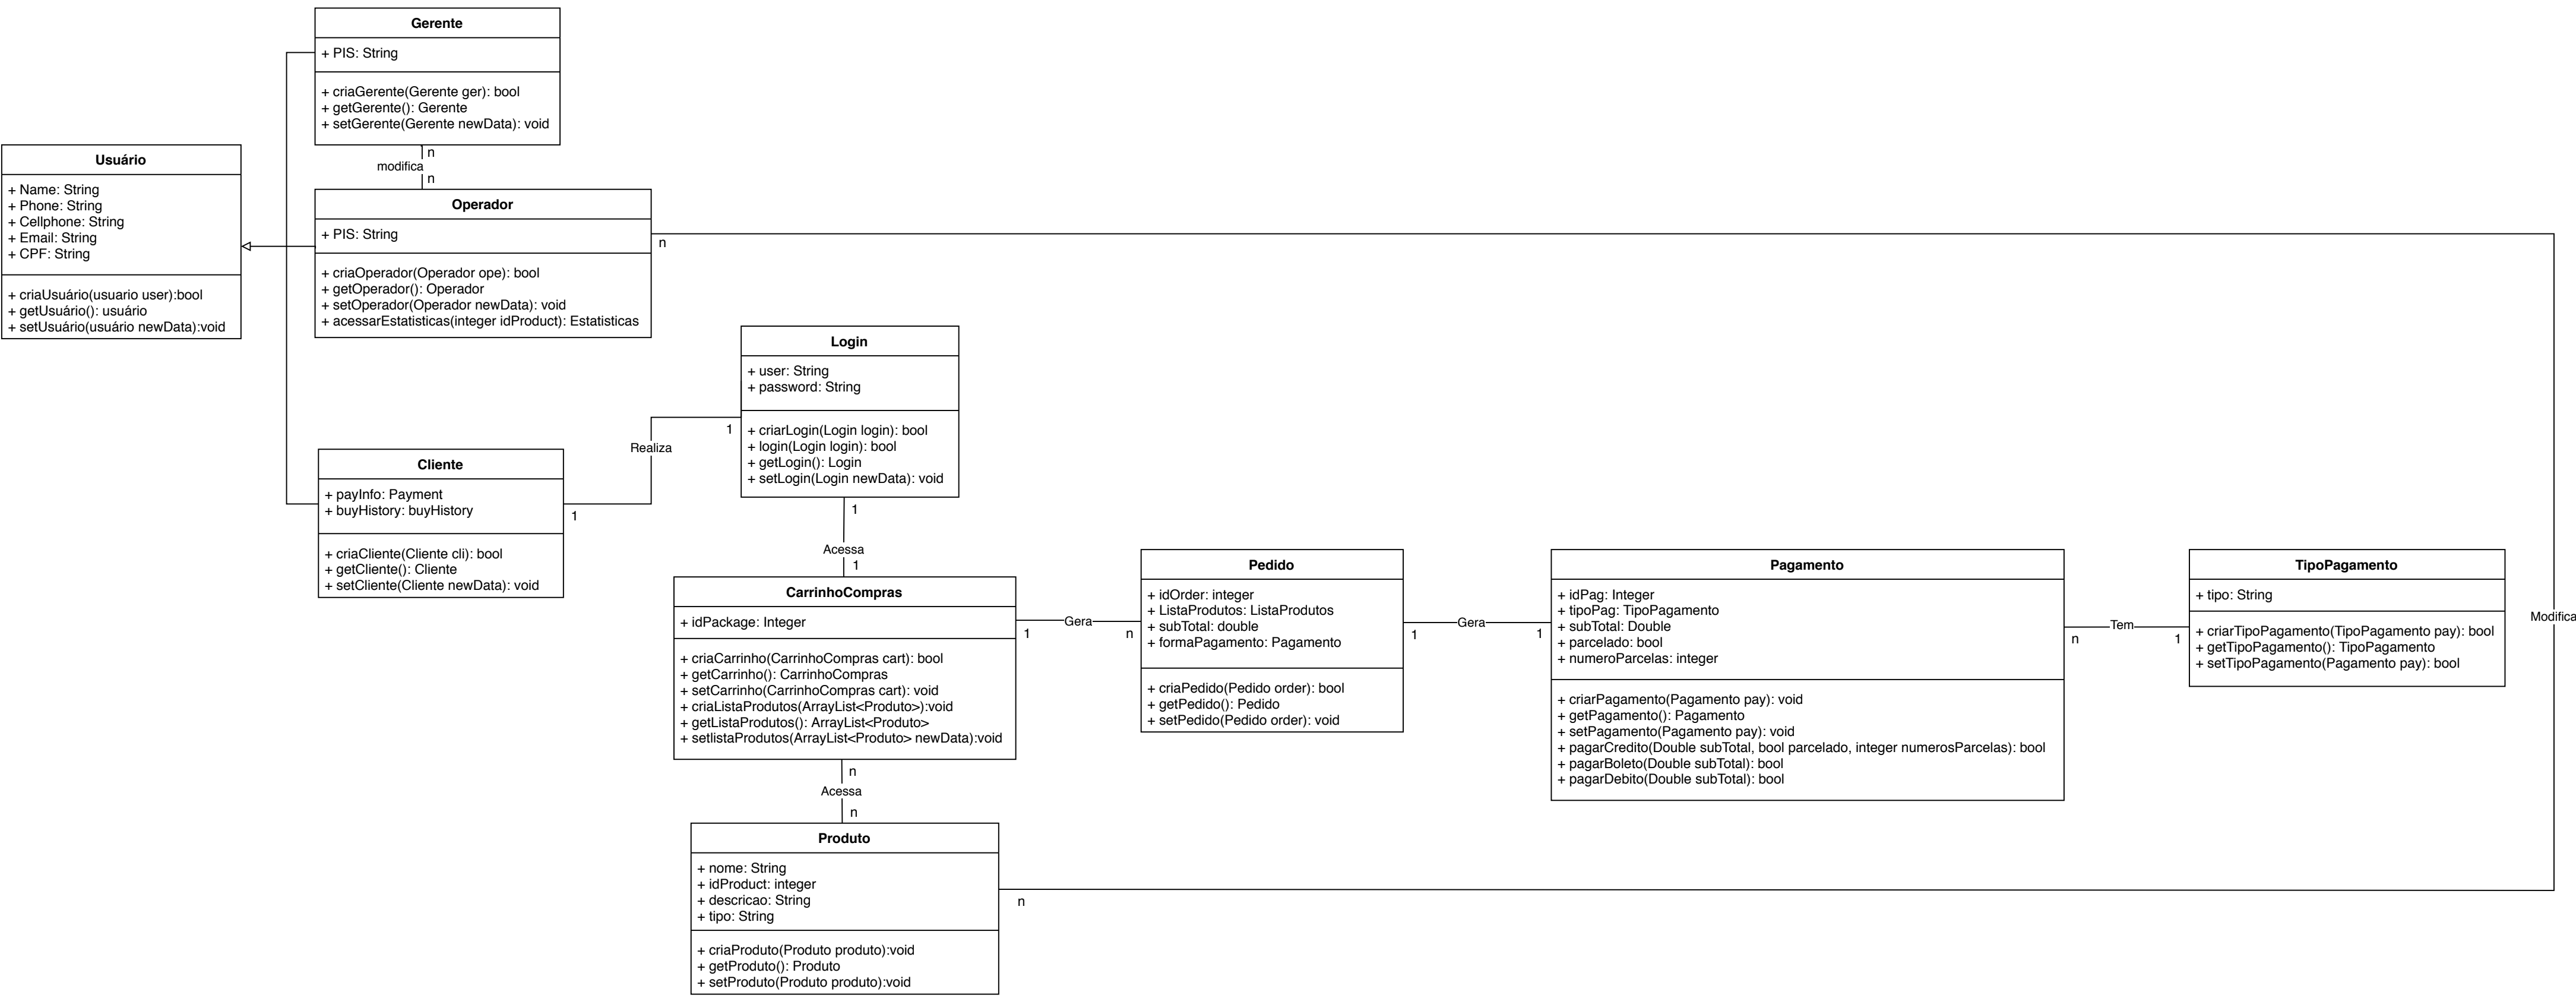 Gerente
+ PIS: String
+ criaGerente(Gerente ger): bool
+ getGerente(): Gerente
+ setGerente(Gerente newData): void
n
modifica
n
Usuário
+ Name: String
+ Phone: String
+ Cellphone: String
+ Email: String
+ CPF: String
+ criaUsuário(usuario user):bool
+ getUsuário(): usuário
+ setUsuário(usuário newData):void
Operador
+ PIS: String
+ criaOperador(Operador ope): bool
+ getOperador(): Operador
+ setOperador(Operador newData): void
+ acessarEstatisticas(integer idProduct): Estatisticas
n
Login
+ user: String
+ password: String
+ criarLogin(Login login): bool
+ login(Login login): bool
+ getLogin(): Login
+ setLogin(Login newData): void
1
Realiza
1
Cliente
+ payInfo: Payment
+ buyHistory: buyHistory
+ criaCliente(Cliente cli): bool
+ getCliente(): Cliente
+ setCliente(Cliente newData): void
1
Acessa
1
CarrinhoCompras
+ idPackage: Integer
+ criaCarrinho(CarrinhoCompras cart): bool
+ getCarrinho(): CarrinhoCompras
+ setCarrinho(CarrinhoCompras cart): void
+ criaListaProdutos(ArrayList<Produto>):void
+ getListaProdutos(): ArrayList<Produto>
+ setlistaProdutos(ArrayList<Produto> newData):void
1
Gera
n
Pedido
+ idOrder: integer
+ ListaProdutos: ListaProdutos
+ subTotal: double
+ formaPagamento: Pagamento
+ criaPedido(Pedido order): bool
+ getPedido(): Pedido
+ setPedido(Pedido order): void
1
Gera
1
Pagamento
+ idPag: Integer
+ tipoPag: TipoPagamento
+ subTotal: Double
+ parcelado: bool
+ numeroParcelas: integer
+ criarPagamento(Pagamento pay): void
+ getPagamento(): Pagamento
+ setPagamento(Pagamento pay): void
+ pagarCredito(Double subTotal, bool parcelado, integer numerosParcelas): bool
+ pagarBoleto(Double subTotal): bool
+ pagarDebito(Double subTotal): bool
n
Tem
1
TipoPagamento
+ tipo: String
+ criarTipoPagamento(TipoPagamento pay): bool
+ getTipoPagamento(): TipoPagamento
+ setTipoPagamento(Pagamento pay): bool
Modifica
n
Acessa
n
Produto
+ nome: String
+ idProduct: integer
+ descricao: String
+ tipo: String
+ criaProduto(Produto produto):void
+ getProduto(): Produto
+ setProduto(Produto produto):void
n